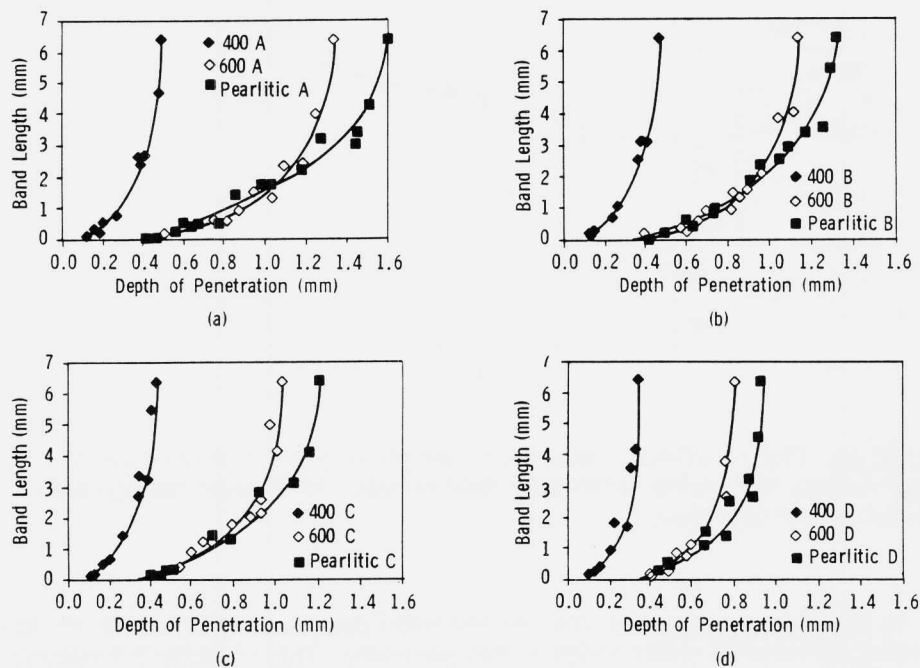 7
6
5
4
3
2
1
0
Band Length (mm)
400 A
600 A
Pearlitic A
0.0 0.2 0.4 0.6 0.8 1.0 1.2 1.4 1.6
Depth of Penetration (mm)
(a)
7
6
5
4
3
2
1
0
Band Length (mm)
400 B
600 B
Pearlitic B
0.0 0.2 0.4 0.6 0.8 1.0 1.2 1.4 1.6
Depth of Penetration (mm)
(b)
7
6
5
4
3
2
1
0
Band Length (mm)
400 C
600 C
Pearlitic C
0.0 0.2 0.4 0.6 0.8 1.0 1.2 1.4 1.6
Depth of Penetration (mm)
(c)
7
6
5
4
3
2
1
0
Band Length (mm)
400 D
600 D
Pearlitic D
0.0 0.2 0.4 0.6 0.8 1.0 1.2 1.4 1.6
Depth of Penetration (mm)
(d)